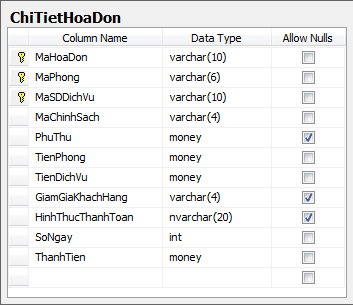 ChiTietHoaDon
Column Name Data Type Allow Nulls
MaHoaDon varchar(10)
MaPhong varchar(6)
MaSDDichVu varchar(10)
MaChinhSach varchar(4)
PhuThu money
TienPhong money
TienDichVu money
GiamGiaKhachHang varchar(4)
HinhThucThanhToan nvarchar(20)
SoNgay int
ThanhTien money